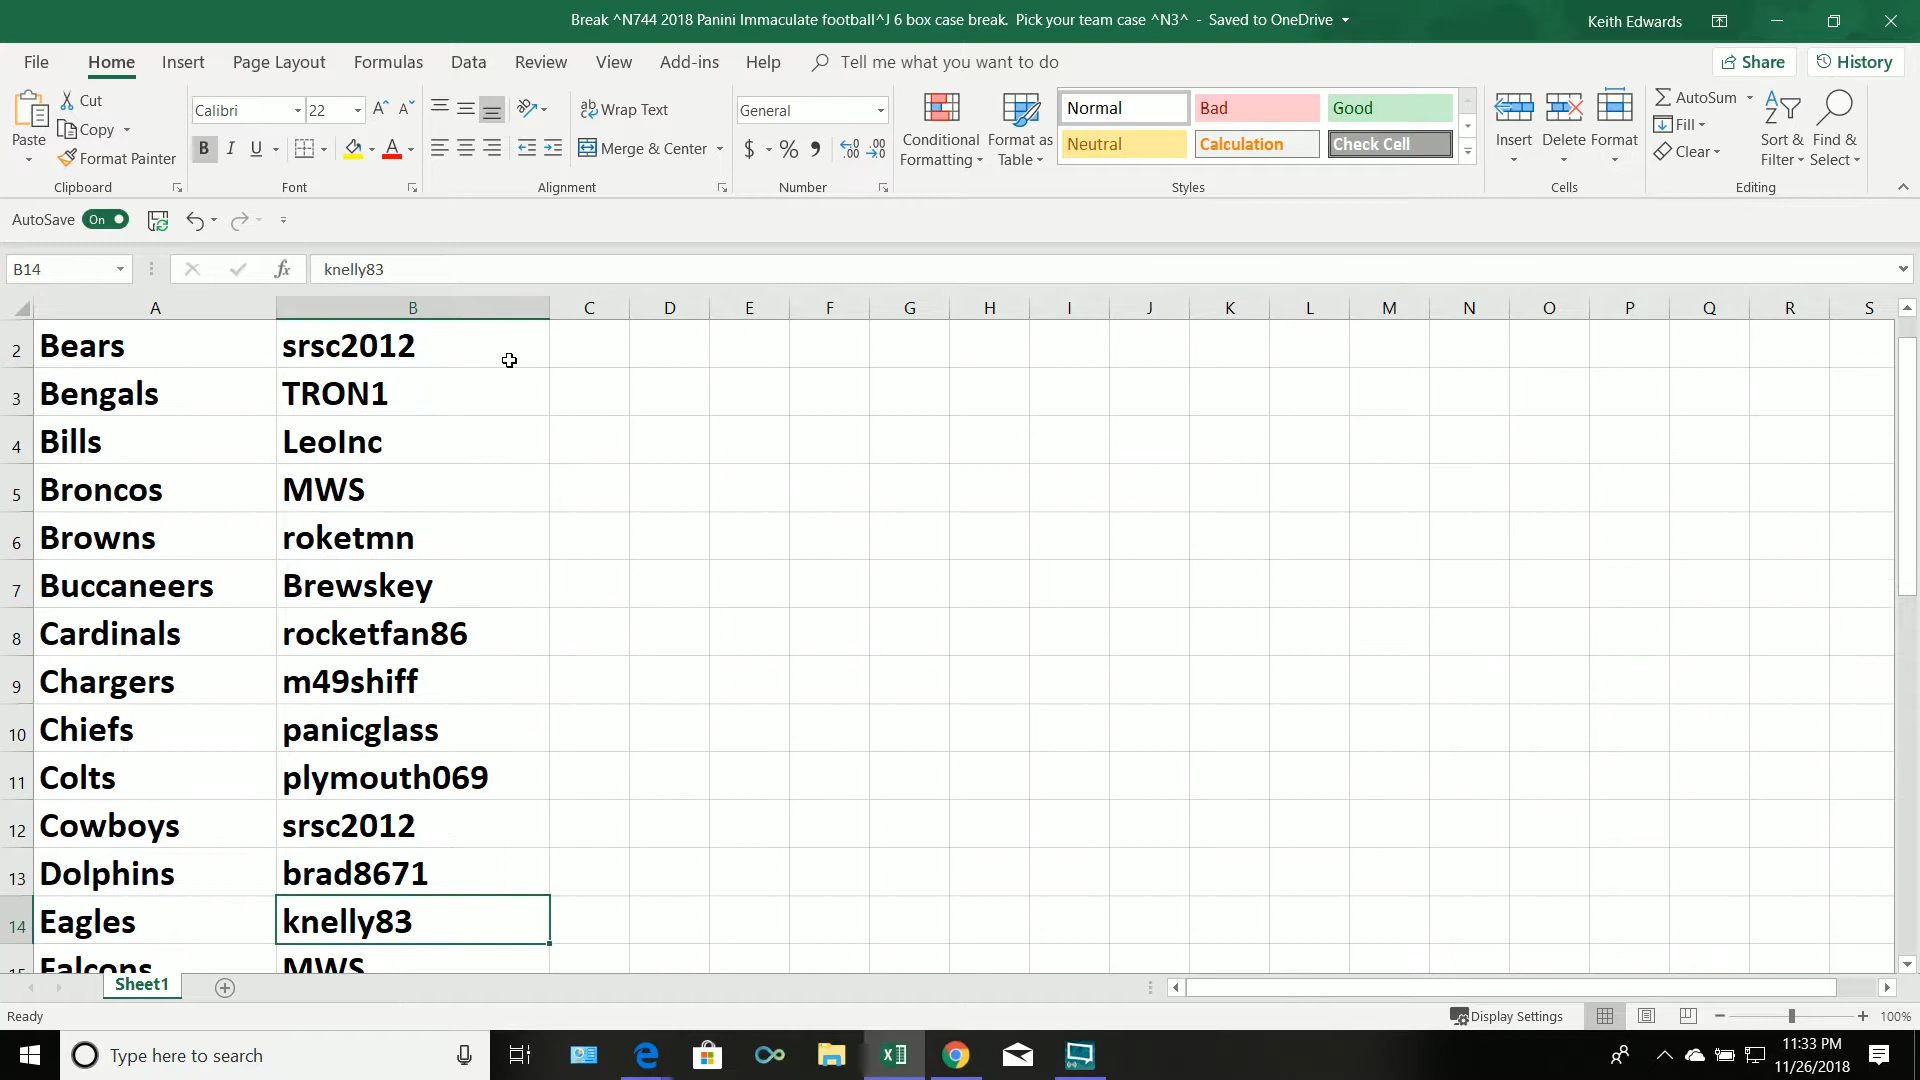 Break ^N744 2018 Panini Immaculate football^J 6 box case break. Pick your team case ^N3^ - Saved to OneDrive
Keith Edwards
File Home Insert Page Layout Formulas Data Review View Add-ins Help Tell me what you want to do Share History
Paste Cut Copy Format Painter Clipboard
Calibri 22 B I U A Font
Wrap Text Merge & Center Alignment
General $ % Number
Conditional Formatting Format as Table
Normal Bad Good
Neutral Calculation Check Cell
Styles
Insert Delete Format Cells
AutoSum Fill Clear Sort & Filter Find & Select Editing
AutoSave On
B14 fx knelly83
A B C D E F G H I J K L M N O P Q R S
2 Bears srsc2012
3 Bengals TRON1
4 Bills LeoInc
5 Broncos MWS
6 Browns roketmn
7 Buccaneers Brewskey
8 Cardinals rocketfan86
9 Chargers m49shiff
10 Chiefs panicglass
11 Colts plymouth069
12 Cowboys srsc2012
13 Dolphins brad8671
14 Eagles knelly83
15 Falcons MWS
Sheet1
Ready Display Settings 100%
Type here to search 11:33 PM
11/26/2018